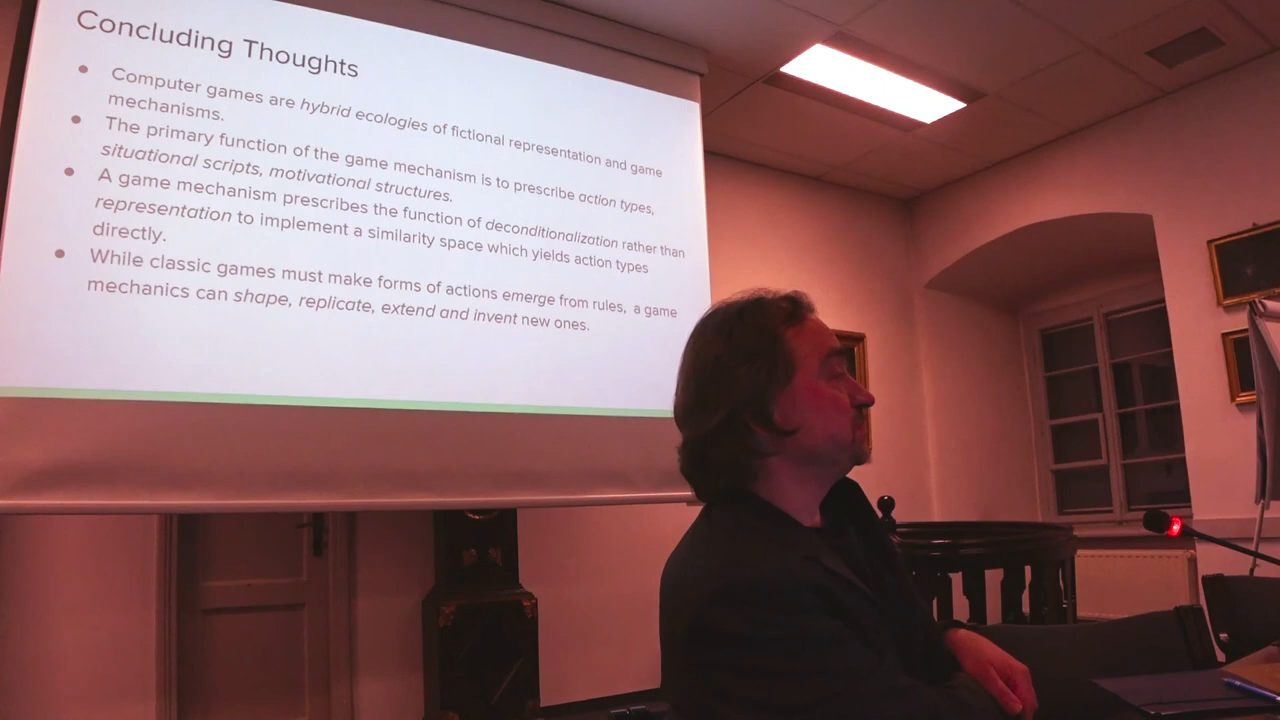 Concluding Thoughts
Computer games are hybrid ecologies of fictional representation and game
mechanisms.
The primary function of the game mechanism is to prescribe action types,
situational scripts, motivational structures.
A game mechanism prescribes the function of deconditionalization rather than
representation to implement a similarity space which yields action types
directly.
While classic games must make forms of actions emerge from rules, a game
mechanics can shape, replicate, extend and invent new ones.